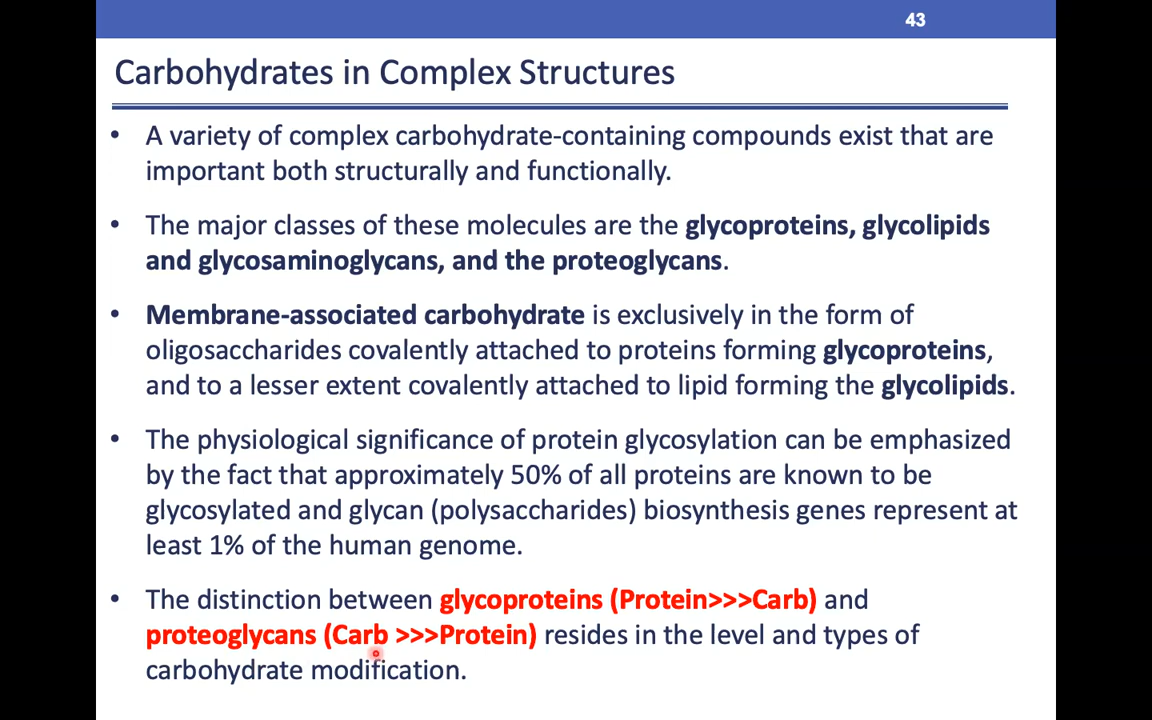 43
Carbohydrates in Complex Structures
• A variety of complex carbohydrate-containing compounds exist that are
important both structurally and functionally.
• The major classes of these molecules are the glycoproteins, glycolipids
and glycosaminoglycans, and the proteoglycans.
• Membrane-associated carbohydrate is exclusively in the form of
oligosaccharides covalently attached to proteins forming glycoproteins,
and to a lesser extent covalently attached to lipid forming the glycolipids.
• The physiological significance of protein glycosylation can be emphasized
by the fact that approximately 50% of all proteins are known to be
glycosylated and glycan (polysaccharides) biosynthesis genes represent at
least 1% of the human genome.
• The distinction between glycoproteins (Protein>>>Carb) and
proteoglycans (Carb >>>Protein) resides in the level and types of
carbohydrate modification.